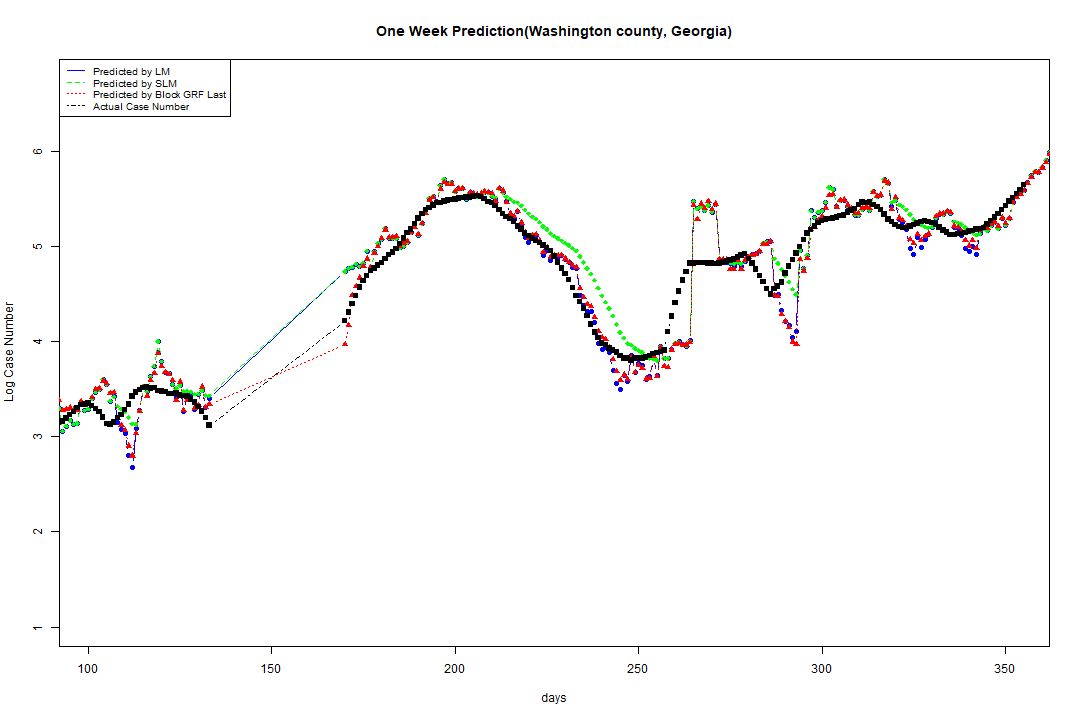 One Week Prediction(Washington county, Georgia)
Predicted by LM
Predicted by SLM
Predicted by Block GRF Last
Actual Case Number
6
5
4
3
2
1
Log Case Number
100 150 200 250 300 350
days